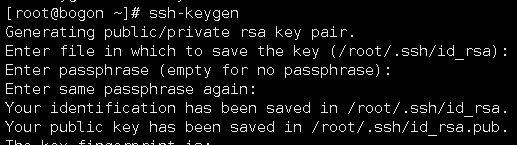 [root@bogon ~]# ssh-keygen
Generating public/private rsa key pair.
Enter file in which to save the key (/root/.ssh/id_rsa):
Enter passphrase (empty for no passphrase):
Enter same passphrase again:
Your identification has been saved in /root/.ssh/id_rsa.
Your public key has been saved in /root/.ssh/id_rsa.pub.
The key fingerprint is: